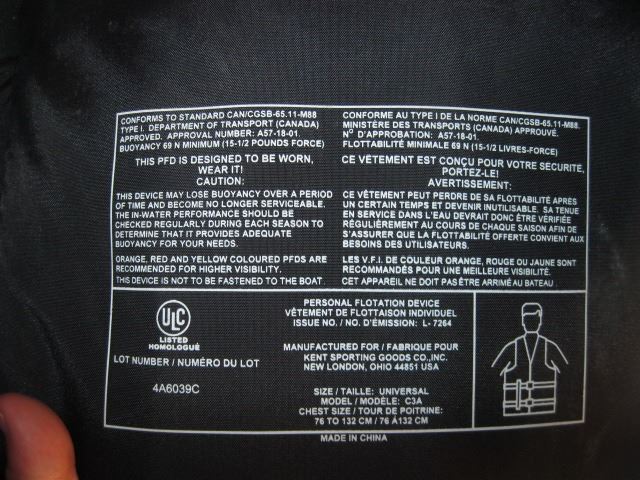 CONFORMS TO STANDARD CAN/CGSB-65.11-M88
TYPE I. DEPARTMENT OF TRANSPORT (CANADA)
APPROVED. APPROVAL NUMBER: A57-18-01.
BUOYANCY 69 N MINIMUM (15-1/2 POUNDS FORCE)
THIS PFD IS DESIGNED TO BE WORN,
WEAR IT!
CAUTION:
THIS DEVICE MAY LOSE BUOYANCY OVER A PERIOD
OF TIME AND BECOME NO LONGER SERVICEABLE.
THE IN-WATER PERFORMANCE SHOULD BE
CHECKED REGULARLY DURING EACH SEASON TO
DETERMINE THAT IT PROVIDES ADEQUATE
BUOYANCY FOR YOUR NEEDS.
ORANGE, RED AND YELLOW COLOURED PFDS ARE
RECOMMENDED FOR HIGHER VISIBILITY.
THIS DEVICE IS NOT TO BE FASTENED TO THE BOAT.
CONFORME AU TYPE I DE LA NORME CAN/CGSB-65.11-M88.
MINISTÈRE DES TRANSPORTS (CANADA) APPROUVÉ.
Nº D'APPROBATION: A57-18-01.
FLOTTABILITÉ MINIMALE 69 N (15-1/2 LIVRES-FORCE)
CE VÉTEMENT EST CONÇU POUR VOTRE SECURITE,
PORTEZ-LE!
AVERTISEMENT:
CE VÉTEMENT PEUT PERDRE DE SA FLOTTABILITÉ APRÈS
UN CERTAIN TEMPS ET DEVENIR INUTILISABLE. SA TENUE
EN SERVICE DANS L'EAU DEVRAIT DONC ÊTRE VÉRIFIÉE
RÉGULIÈREMENT AU COURS DE CHAQUE SAISON AFIN DE
S'ASSURER QUE LA FLOTTABILITÉ OFFERTE CONVIENT AUX
BESOINS DES UTILISATEURS.
LES V.F.I. DE COULEUR ORANGE, ROUGE OU JAUNE SONT
RECOMMANDÉS POUR UNE MEILLEURE VISIBILITÉ.
CET APPAREIL NE DOIT PAS ÊTRE ARRIMÉ AU BATEAU.
ULC
LISTED
HOMOLOGUÉ
LOT NUMBER / NUMÉRO DU LOT
4A6039C
PERSONAL FLOTATION DEVICE
VÊTEMENT DE FLOTTAISON INDIVIDUEL
ISSUE NO. / NO. D'ÉMISSION: L- 7264
MANUFACTURED FOR / FABRIQUE POUR
KENT SPORTING GOODS CO.,INC.
NEW LONDON, OHIO 44851 USA
SIZE / TAILLE: UNIVERSAL
MODEL / MODÈLE: C3A
CHEST SIZE / TOUR DE POITRINE:
76 TO 132 CM / 76 À 132 CM
MADE IN CHINA